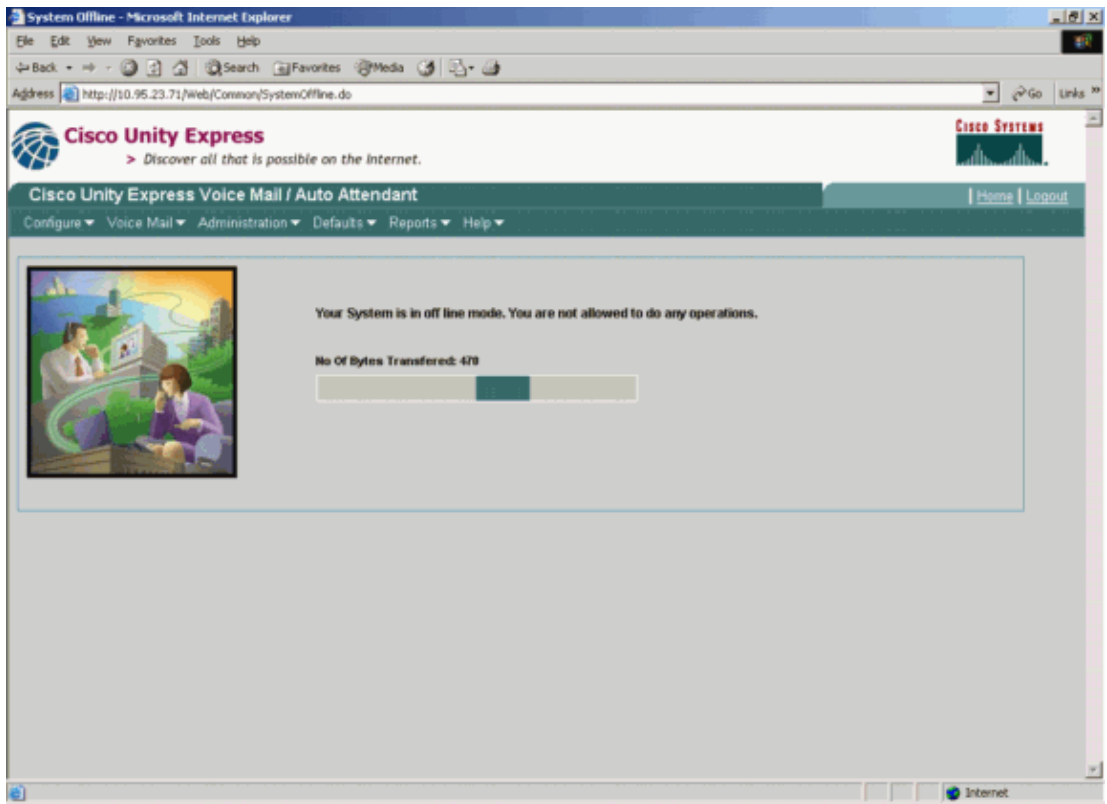 System Offline - Microsoft Internet Explorer
File Edit View Favorites Tools Help
Back Search Favorites Media
Address http://10.95.23.71/Web/Common/SystemOffline.do Go Links »
Cisco Unity Express
> Discover all that is possible on the Internet.
CISCO SYSTEMS
Cisco Unity Express Voice Mail / Auto Attendant
| Home | Logout
Configure Voice Mail Administration Defaults Reports Help
Your System is in off line mode. You are not allowed to do any operations.
No Of Bytes Transfered: 470
Internet